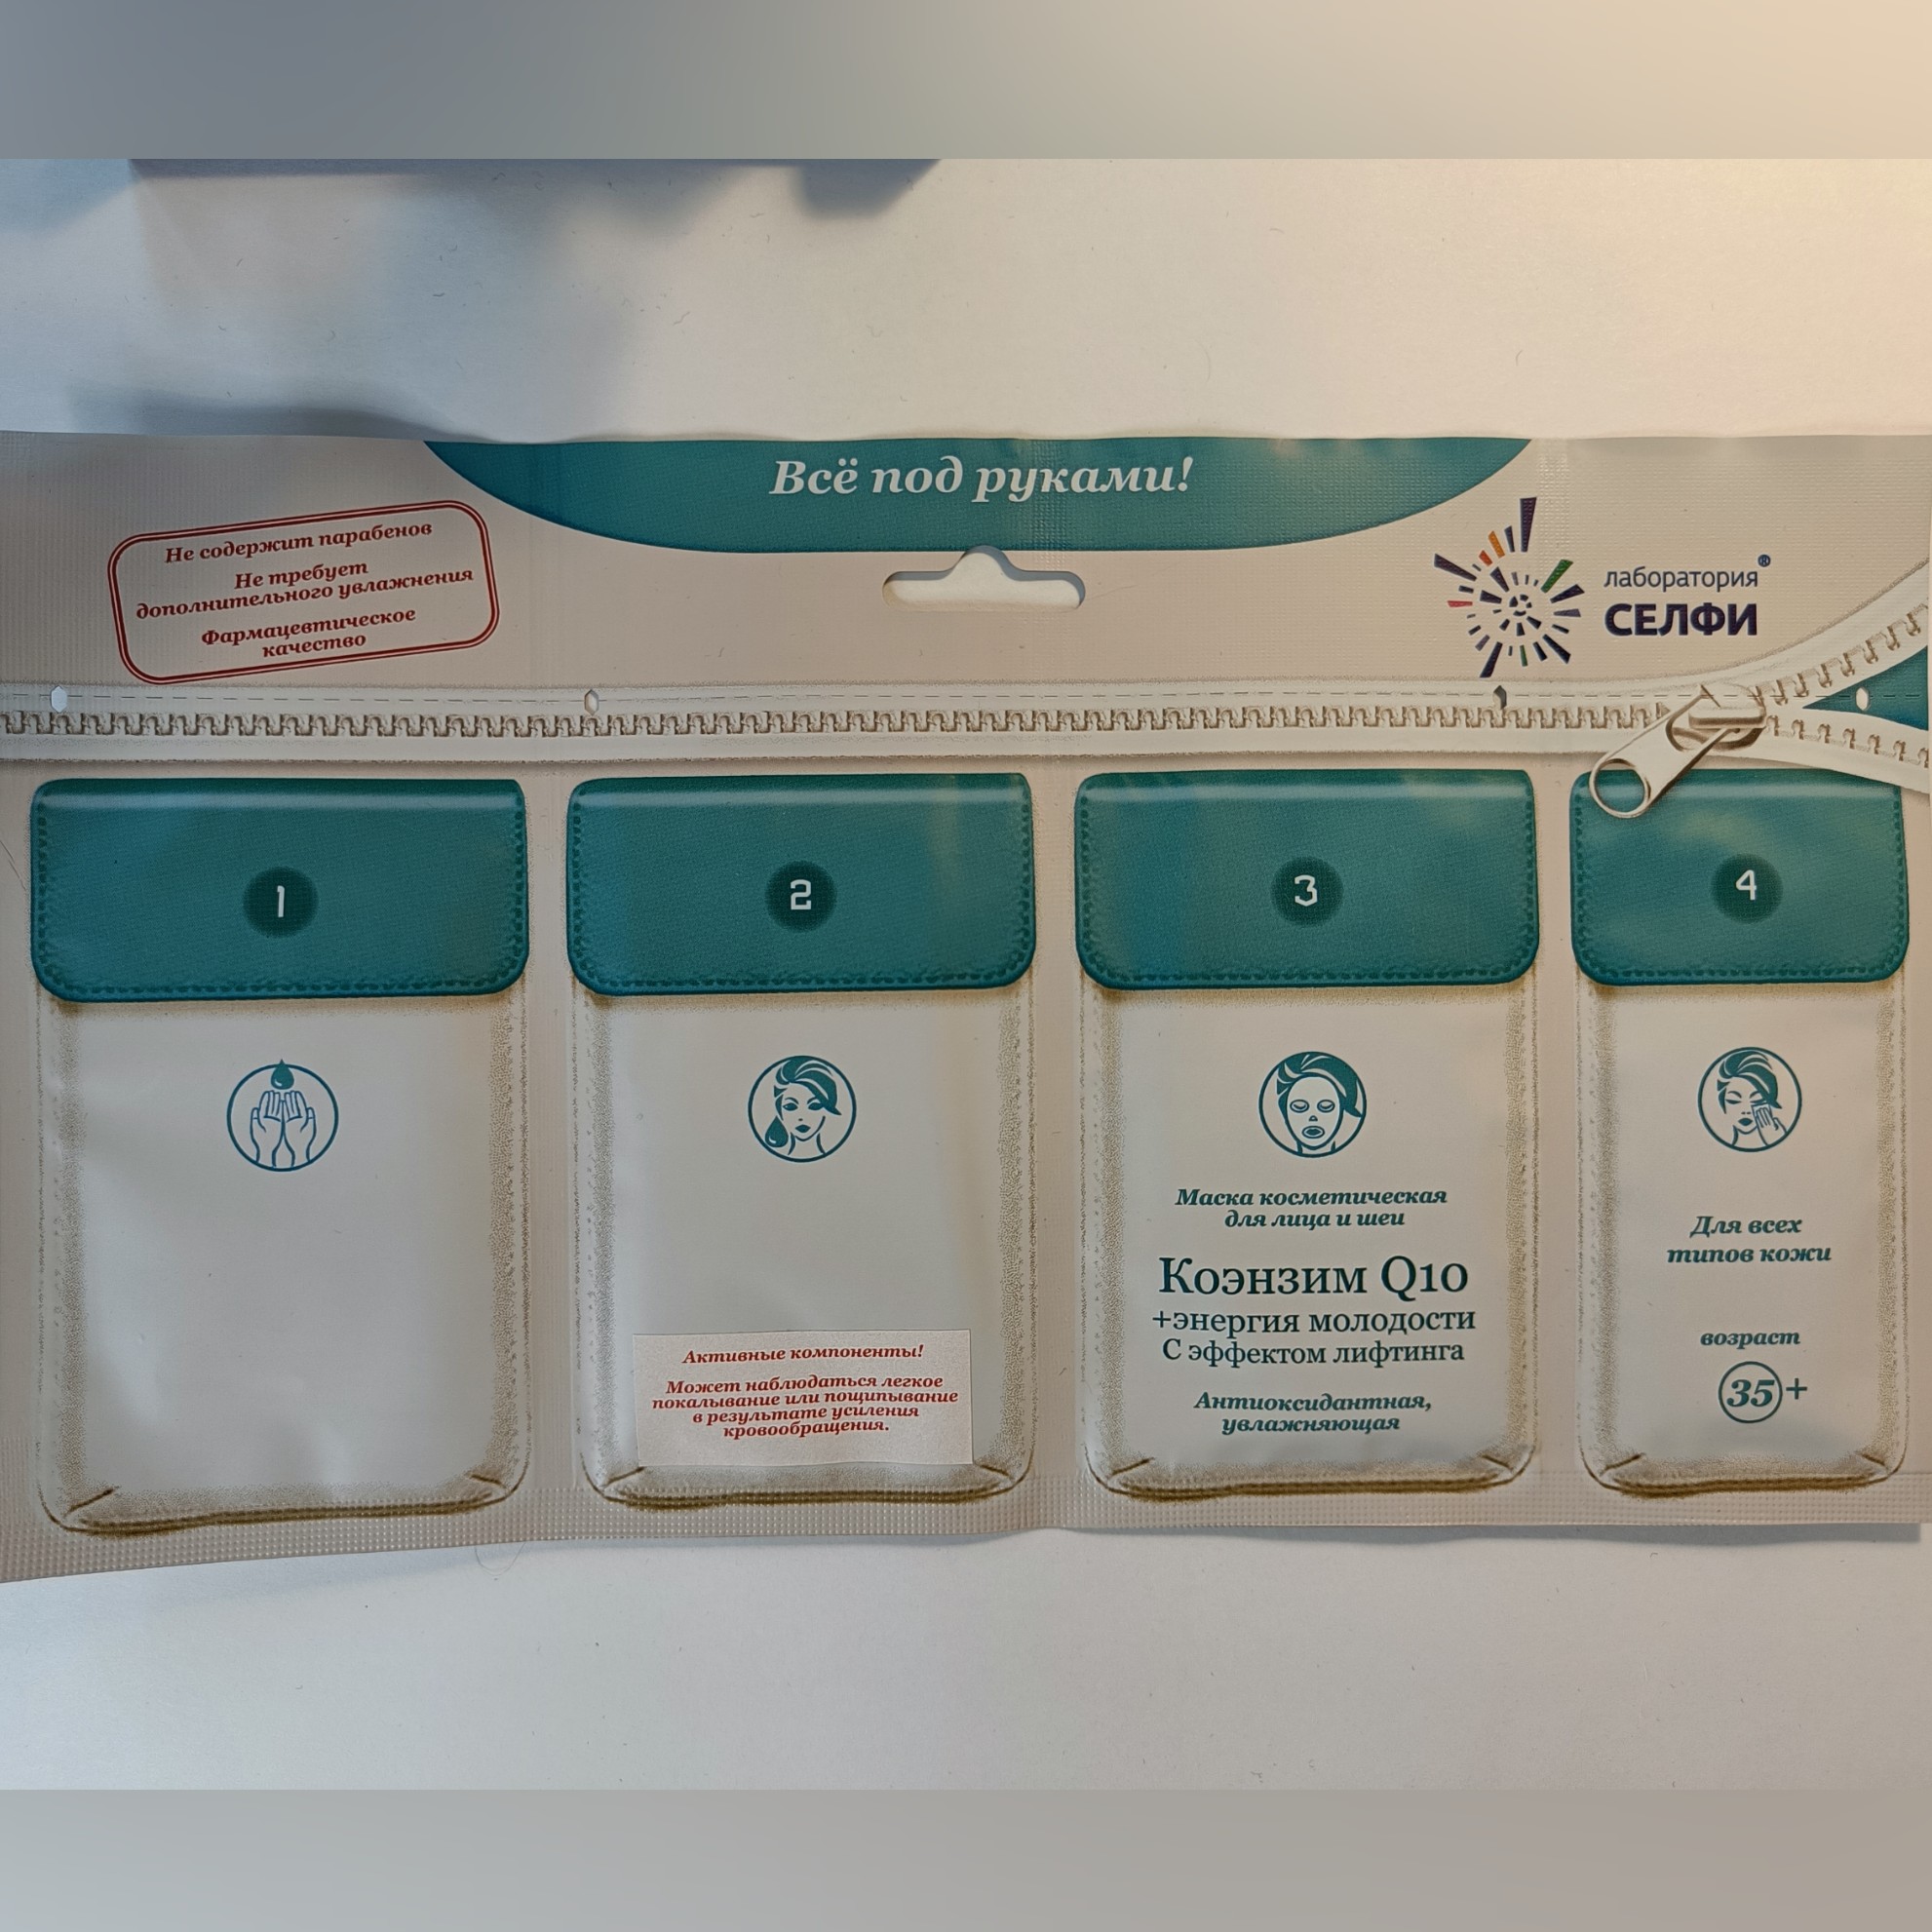 Всё под руками!
Не содержит парабенов
Не требует
дополнительного увлажнения
Фармацевтическое
качество
лаборатория®
СЕЛФИ
1
2
3
4
Активные компоненты!
Может наблюдаться легкое
покалывание или пощипывание
в результате усиления
кровообращения.
Маска косметическая
для лица и шеи
Коэнзим Q10
+энергия молодости
С эффектом лифтинга
Антиоксидантная,
увлажняющая
Для всех
типов кожи
возраст
35+